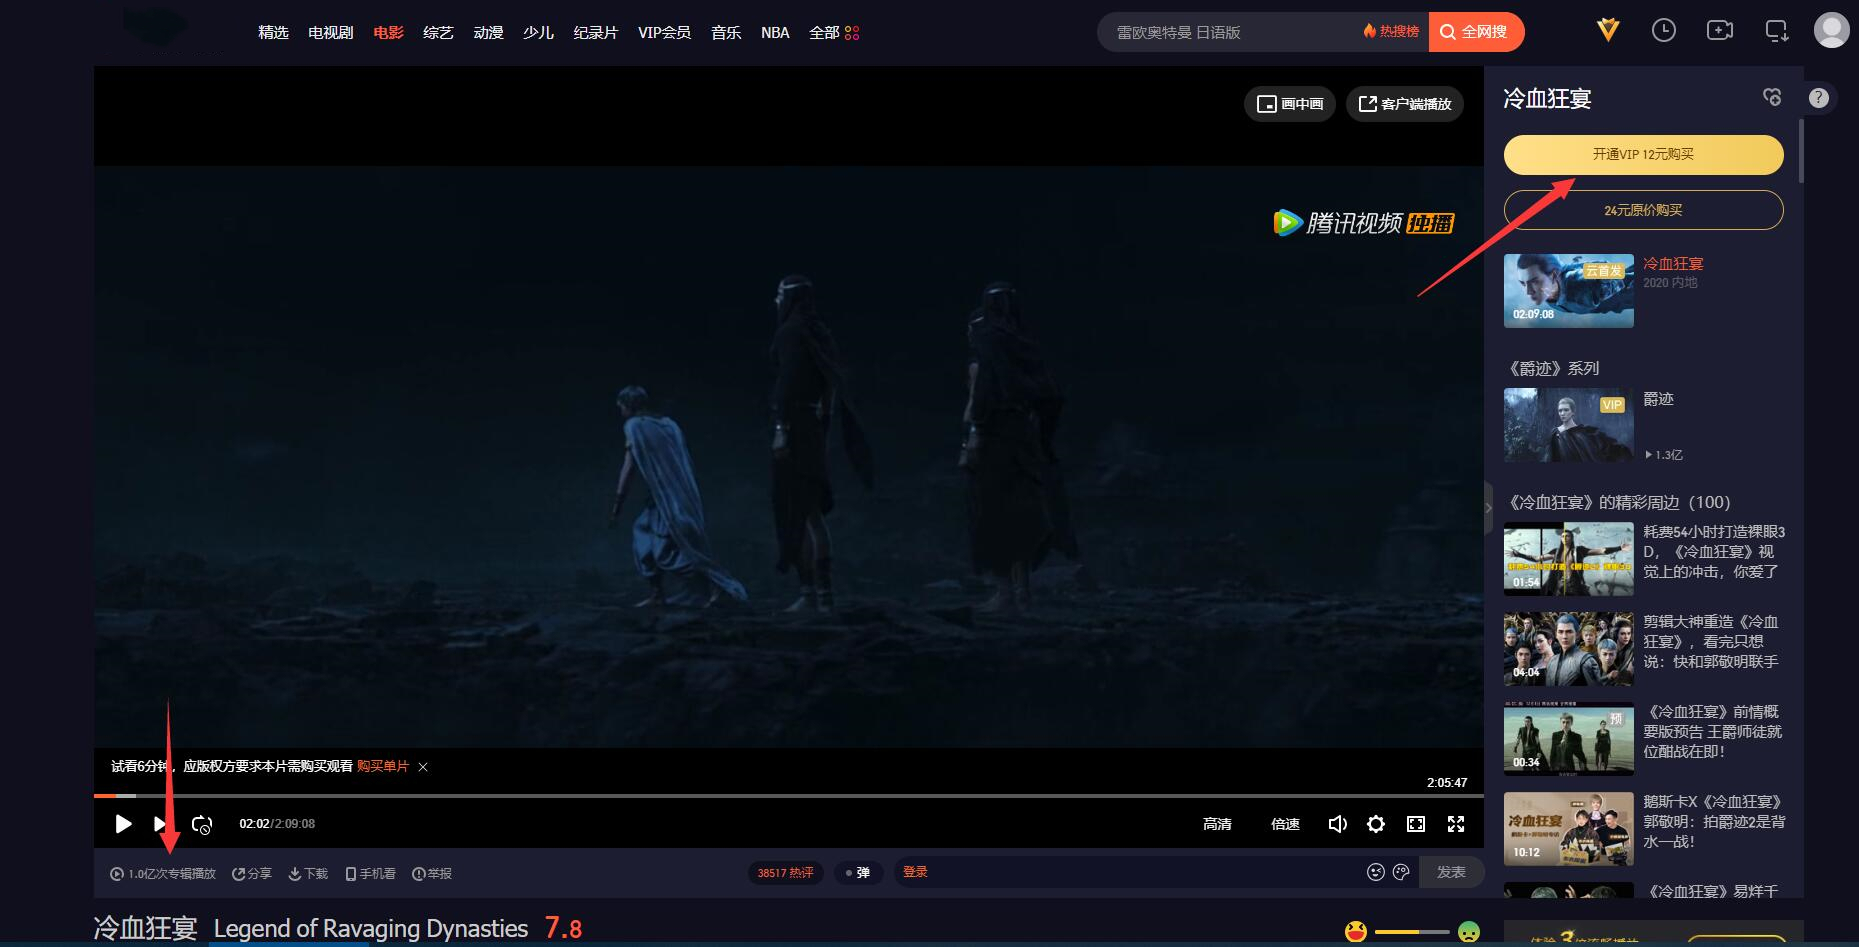 精选 电视剧 电影 综艺 动漫 少儿 纪录片 VIP会员 音乐 NBA 全部
雷欧奥特曼 日语版 热搜榜 全网搜
画中画 客户端播放
腾讯视频 独播
冷血狂宴
?
开通VIP 12元购买
24元原价购买
云首发
02:09:08
冷血狂宴
2020 内地
《爵迹》系列
VIP
爵迹
1.3亿
《冷血狂宴》的精彩周边（100）
01:54
耗费54小时打造裸眼3
D，《冷血狂宴》视
觉上的冲击，你爱了
04:04
剪辑大神重造《冷血
狂宴》，看完只想
说：快和郭敬明联手
预
00:34
《冷血狂宴》前情概
要版预告 王爵师徒就
位酣战在即！
冷血狂宴
10:12
鹅斯卡X《冷血狂宴》
郭敬明：拍爵迹2是背
水一战！
《冷血狂宴》易烊千
试看6分钟，应版权方要求本片需购买观看 购买单片
2:05:47
02:02/2:09:08
高清 倍速
1.0亿次专辑播放 分享 下载 手机看 举报
38517 热评 弹 登录 发表
冷血狂宴 Legend of Ravaging Dynasties 7.8